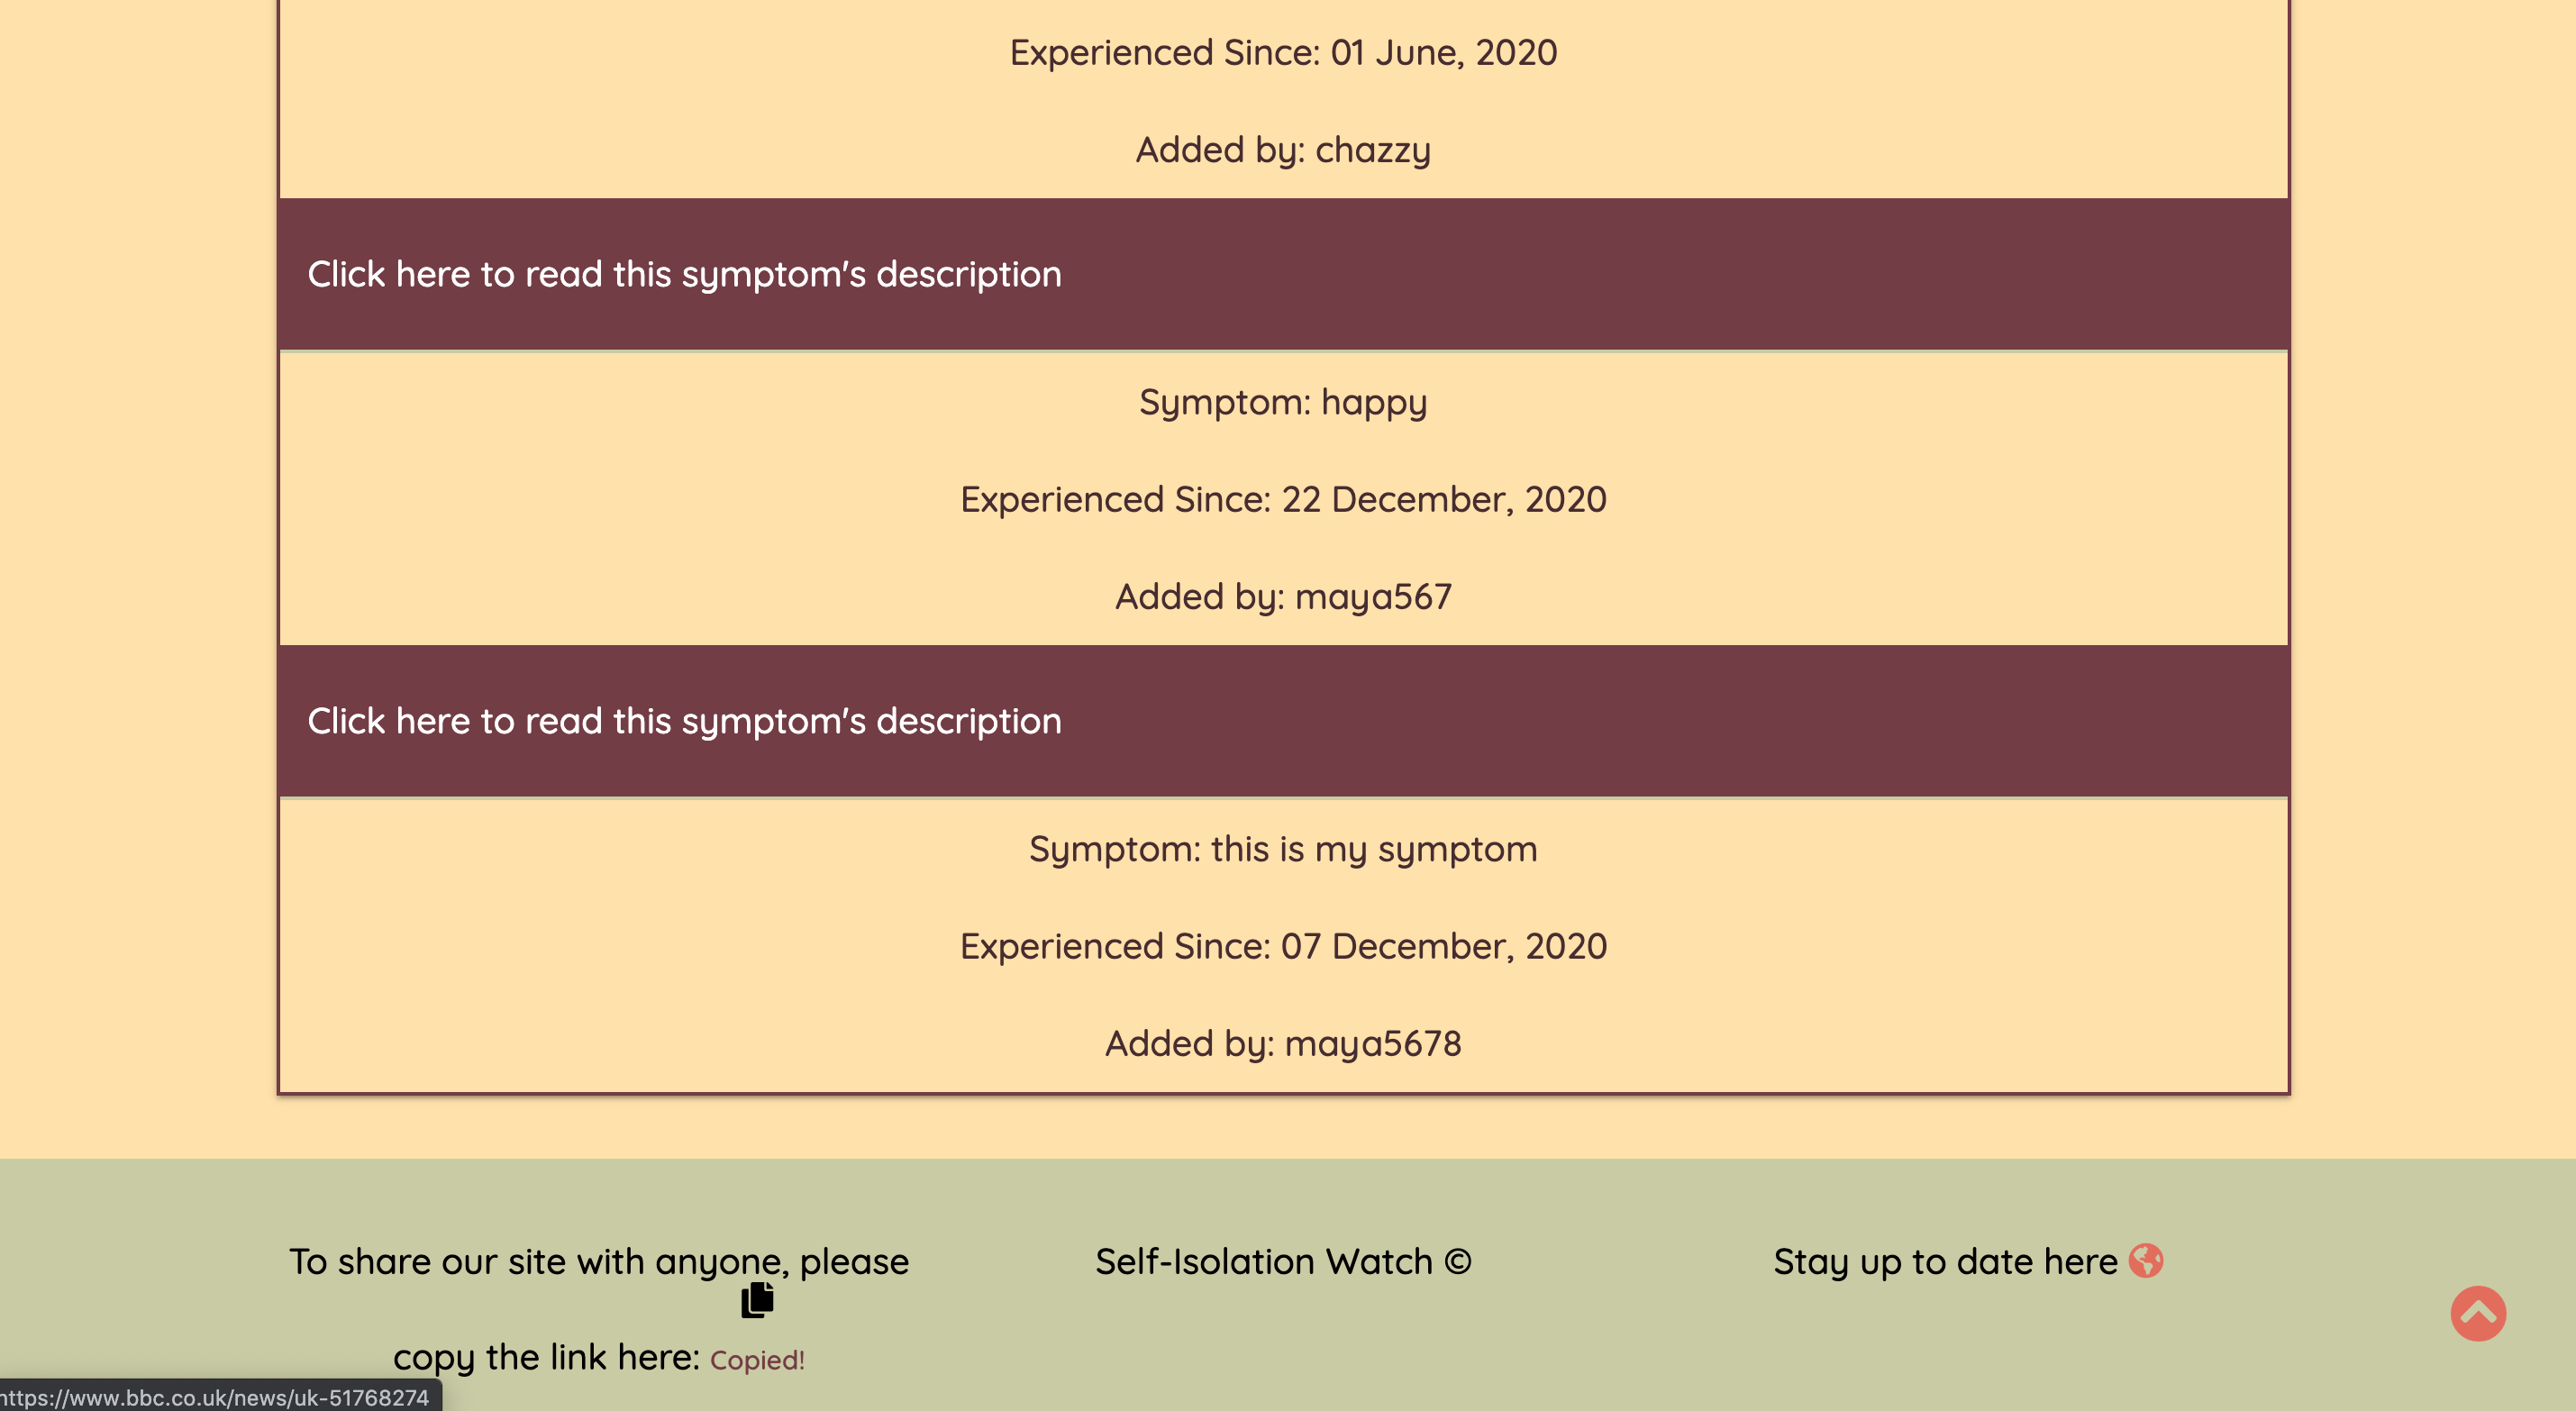 Experienced Since: 01 June, 2020
Added by: chazzy
Click here to read this symptom's description
Symptom: happy
Experienced Since: 22 December, 2020
Added by: maya567
Click here to read this symptom's description
Symptom: this is my symptom
Experienced Since: 07 December, 2020
Added by: maya5678
To share our site with anyone, please
copy the link here: Copied!
Self-Isolation Watch ©
Stay up to date here
https://www.bbc.co.uk/news/uk-51768274